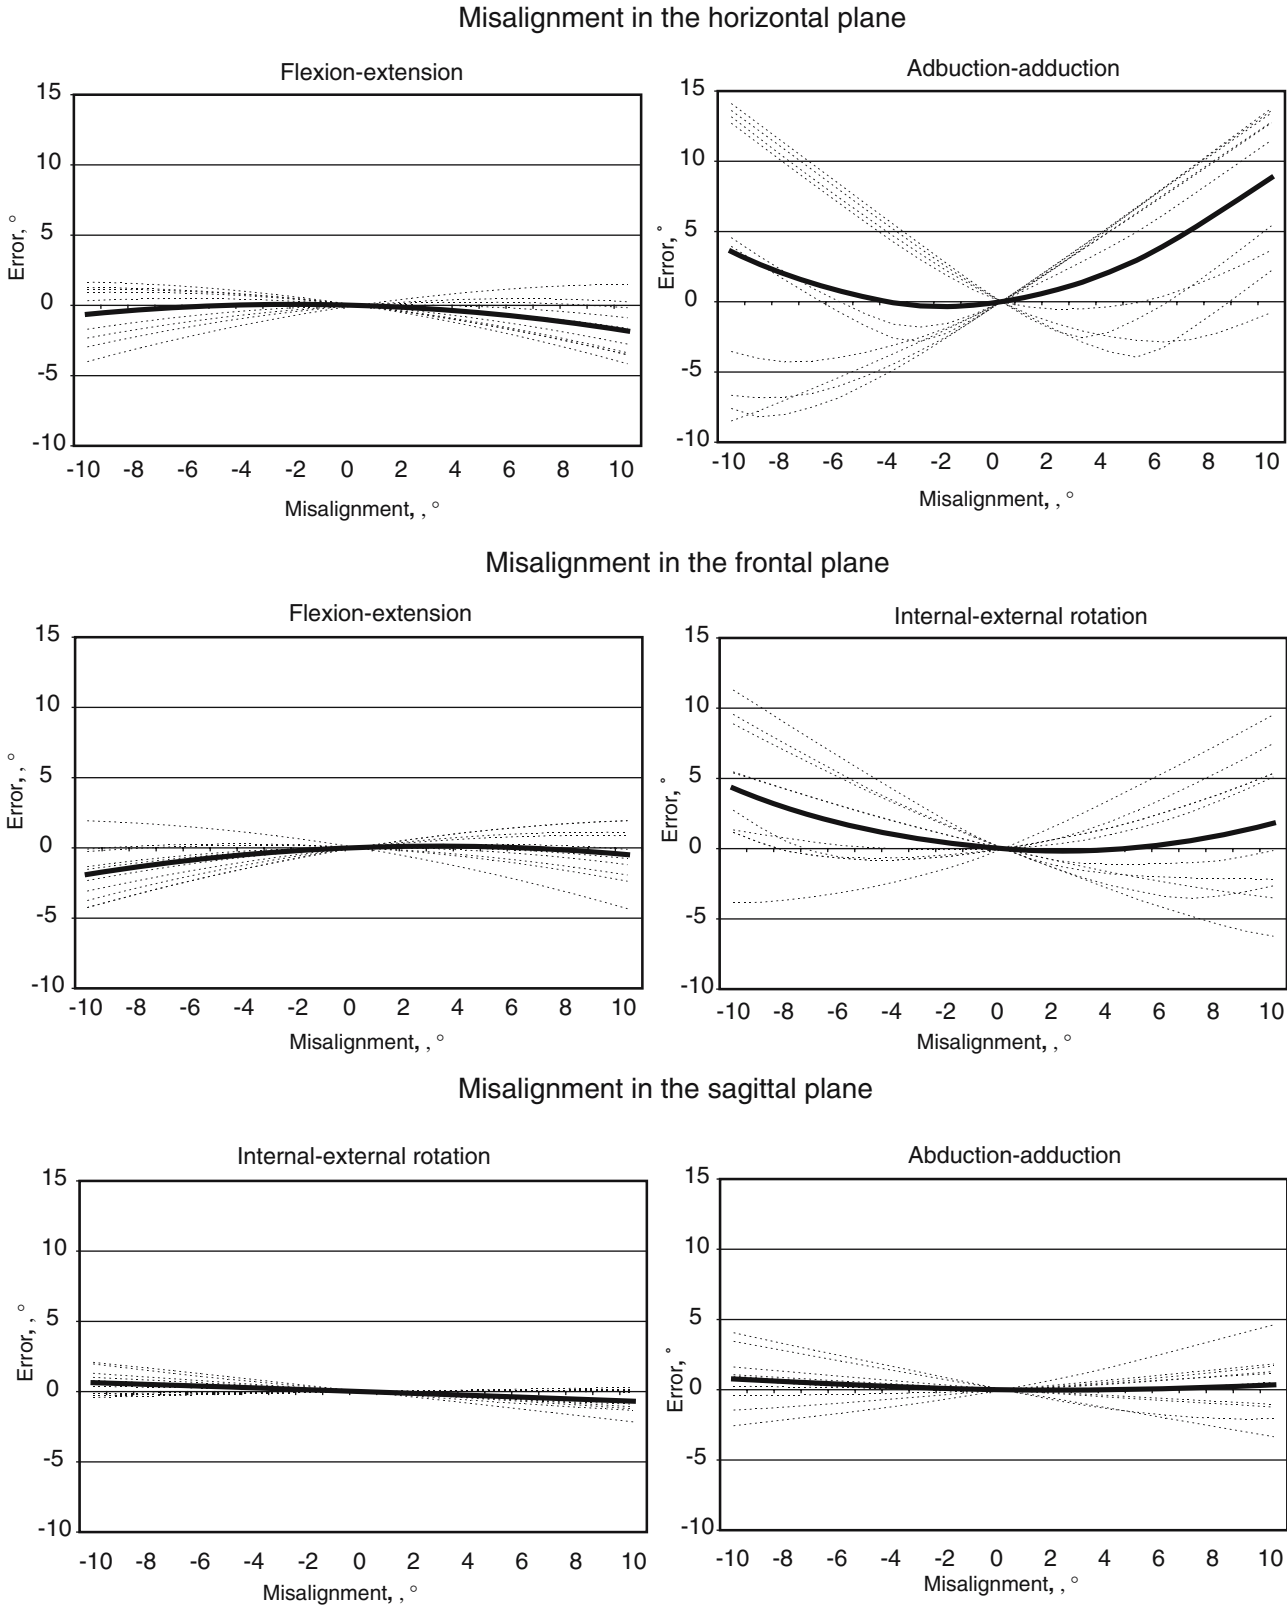 Misalignment in the horizontal plane
Flexion-extension
15
10
5
0
-5
-10
Error, °
-10 -8 -6 -4 -2 0 2 4 6 8 10
Misalignment, , °
Adbuction-adduction
15
10
5
0
-5
-10
Error, °
-10 -8 -6 -4 -2 0 2 4 6 8 10
Misalignment, , °
Misalignment in the frontal plane
Flexion-extension
15
10
5
0
-5
-10
Error, , °
-10 -8 -6 -4 -2 0 2 4 6 8 10
Misalignment, , °
Internal-external rotation
15
10
5
0
-5
-10
Error, °
-10 -8 -6 -4 -2 0 2 4 6 8 10
Misalignment, , °
Misalignment in the sagittal plane
Internal-external rotation
15
10
5
0
-5
-10
Error, , °
-10 -8 -6 -4 -2 0 2 4 6 8 10
Misalignment, , °
Abduction-adduction
15
10
5
0
-5
-10
Error, °
-10 -8 -6 -4 -2 0 2 4 6 8 10
Misalignment, , °